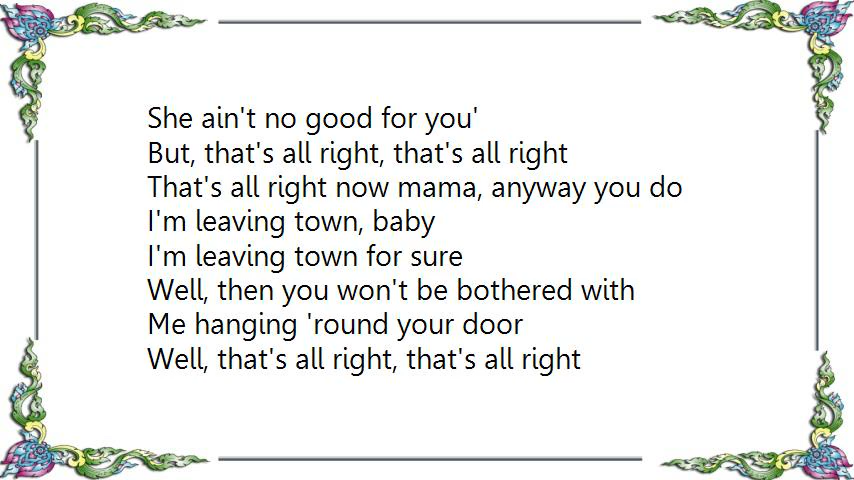 She ain't no good for you'
But, that's all right, that's all right
That's all right now mama, anyway you do
I'm leaving town, baby
I'm leaving town for sure
Well, then you won't be bothered with
Me hanging 'round your door
Well, that's all right, that's all right